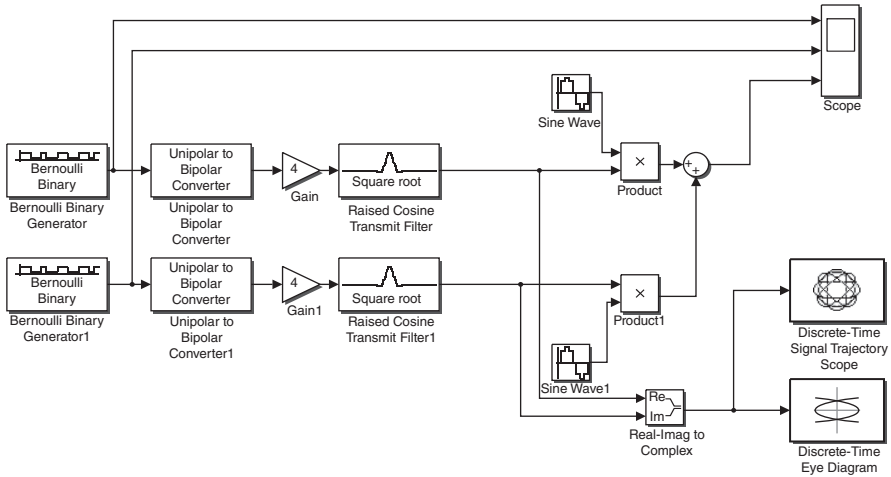 Scope
Sine Wave
×
Product
+
+
Bernoulli
Binary
Bernoulli Binary
Generator
Unipolar to
Bipolar
Converter
Unipolar to
Bipolar
Converter
4
Gain
Square root
Raised Cosine
Transmit Filter
Bernoulli
Binary
Bernoulli Binary
Generator1
Unipolar to
Bipolar
Converter
Unipolar to
Bipolar
Converter1
4
Gain1
Square root
Raised Cosine
Transmit Filter1
×
Product1
Sine Wave1
Re
Im
Real-Imag to
Complex
Discrete-Time
Signal Trajectory
Scope
Discrete-Time
Eye Diagram